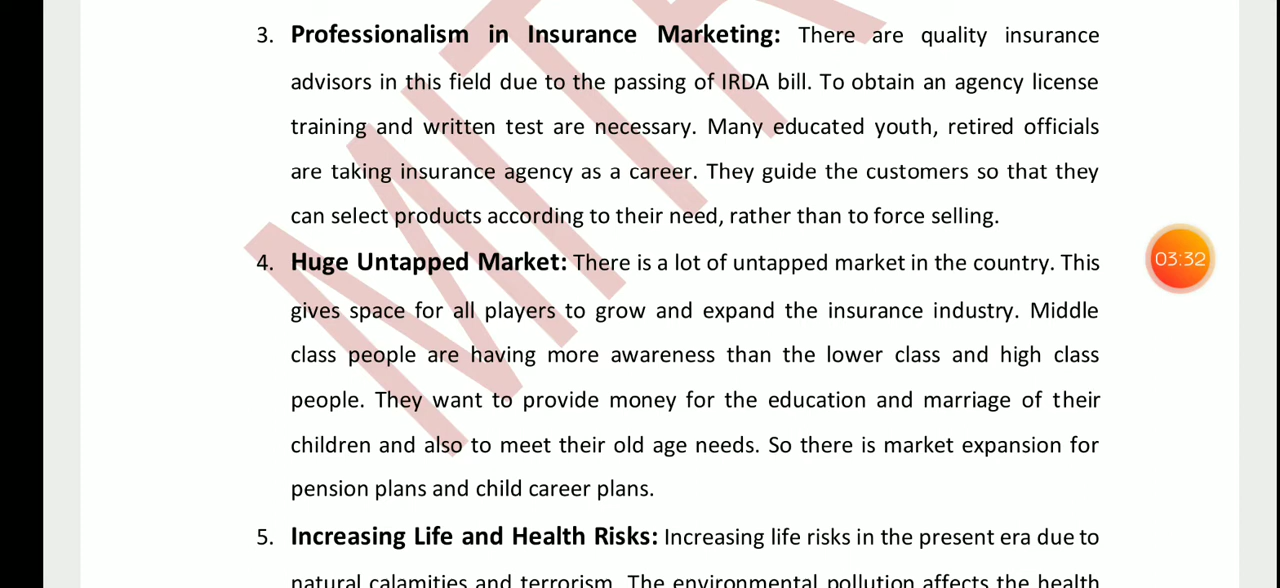 3. Professionalism in Insurance Marketing: There are quality insurance
advisors in this field due to the passing of IRDA bill. To obtain an agency license
training and written test are necessary. Many educated youth, retired officials
are taking insurance agency as a career. They guide the customers so that they
can select products according to their need, rather than to force selling.
4. Huge Untapped Market: There is a lot of untapped market in the country. This
gives space for all players to grow and expand the insurance industry. Middle
class people are having more awareness than the lower class and high class
people. They want to provide money for the education and marriage of their
children and also to meet their old age needs. So there is market expansion for
pension plans and child career plans.
5. Increasing Life and Health Risks: Increasing life risks in the present era due to
natural calamities and terrorism. The environmental pollution affects the health
03:32